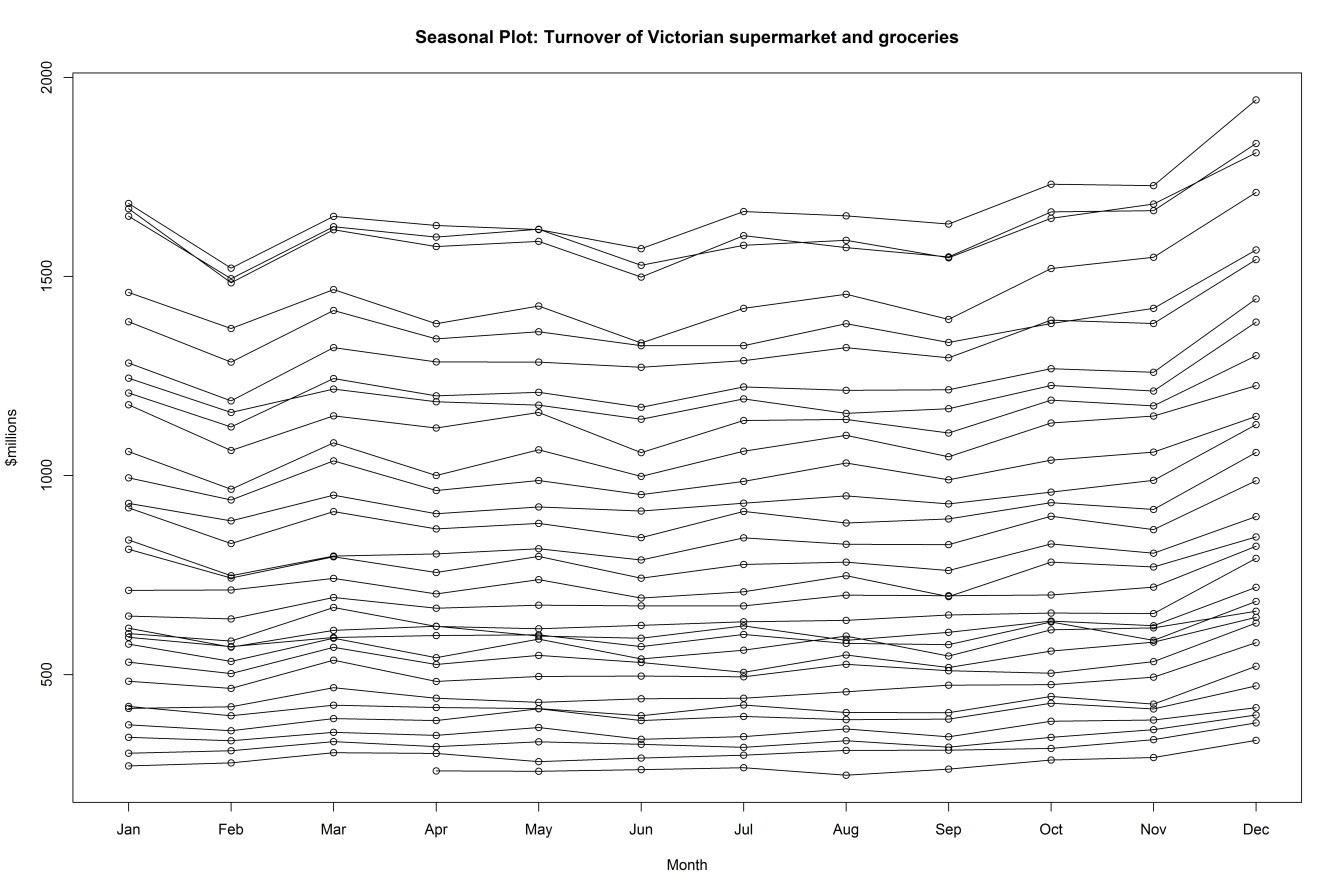 Seasonal Plot: Turnover of Victorian supermarket and groceries
2000
1500
1000
500
$millions
Jan Feb Mar Apr May Jun Jul Aug Sep Oct Nov Dec
Month